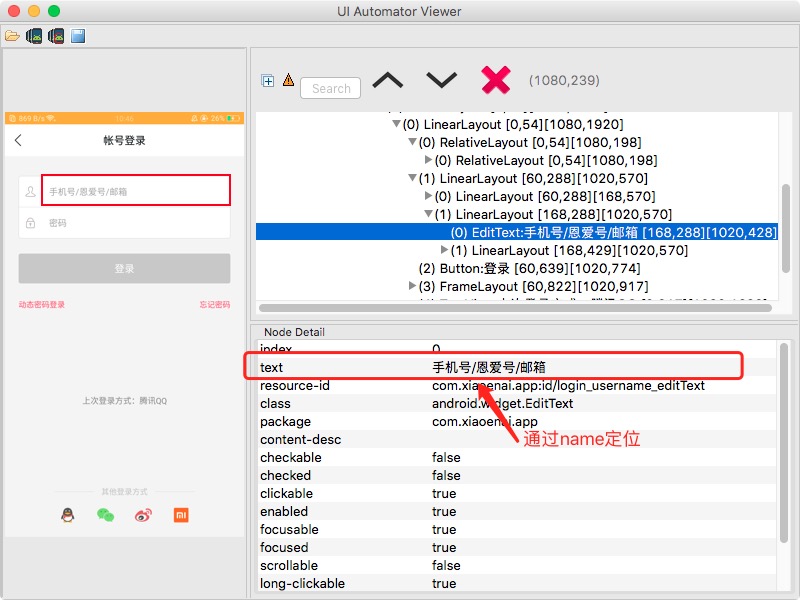 UI Automator Viewer
Search
(1080,239)
869 B/s
10:46
26%
帐号登录
手机号/恩爱号/邮箱
密码
登录
动态密码登录
忘记密码
上次登录方式：腾讯QQ
其他登录方式
(0) LinearLayout [0,54][1080,1920]
(0) RelativeLayout [0,54][1080,198]
(0) RelativeLayout [0,54][1080,198]
(1) LinearLayout [60,288][1020,570]
(0) LinearLayout [60,288][168,570]
(1) LinearLayout [168,288][1020,570]
(0) EditText:手机号/恩爱号/邮箱 [168,288][1020,428]
(1) LinearLayout [168,429][1020,570]
(2) Button:登录 [60,639][1020,774]
(3) FrameLayout [60,822][1020,917]
Node Detail
index 0
text 手机号/恩爱号/邮箱
resource-id com.xiaoenai.app:id/login_username_editText
class android.widget.EditText
package com.xiaoenai.app
通过name定位
content-desc
checkable false
checked false
clickable true
enabled true
focusable true
focused true
scrollable false
long-clickable true